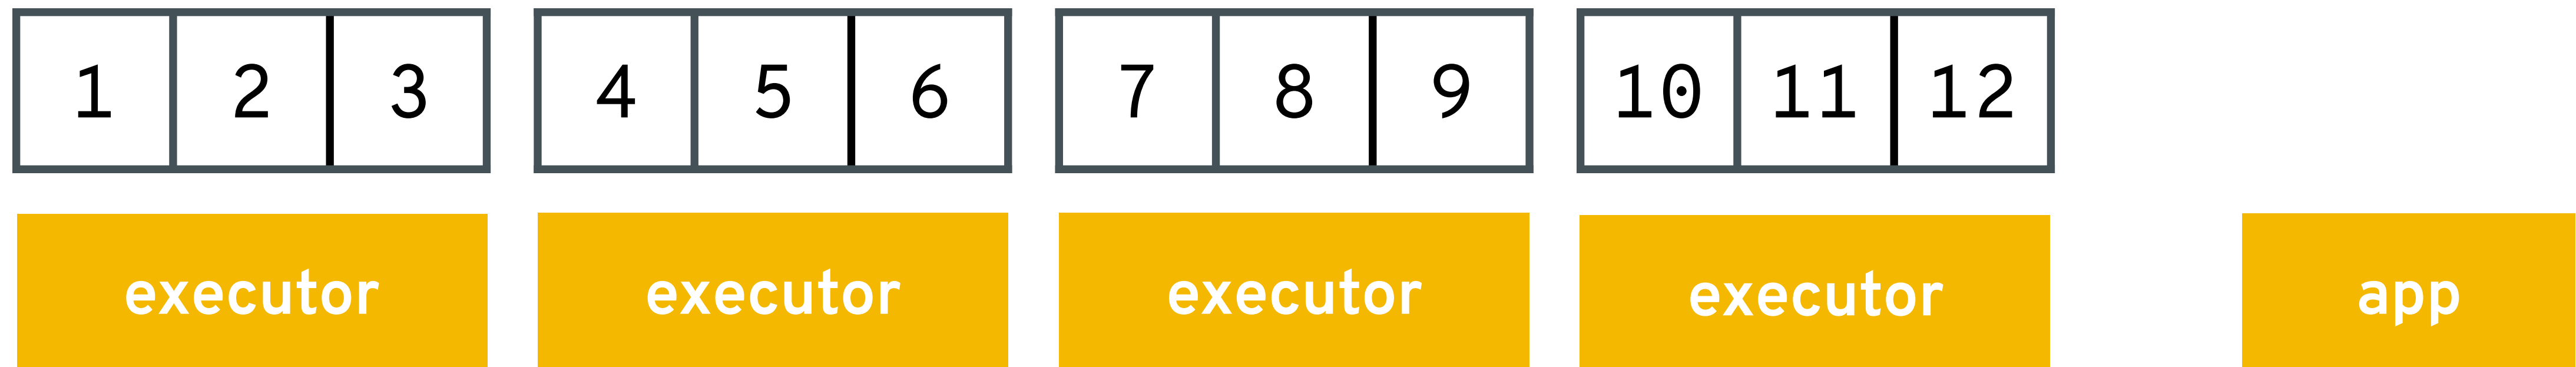 1 2 3 4 5 6 7 8 9 10 11 12
executor executor executor executor app